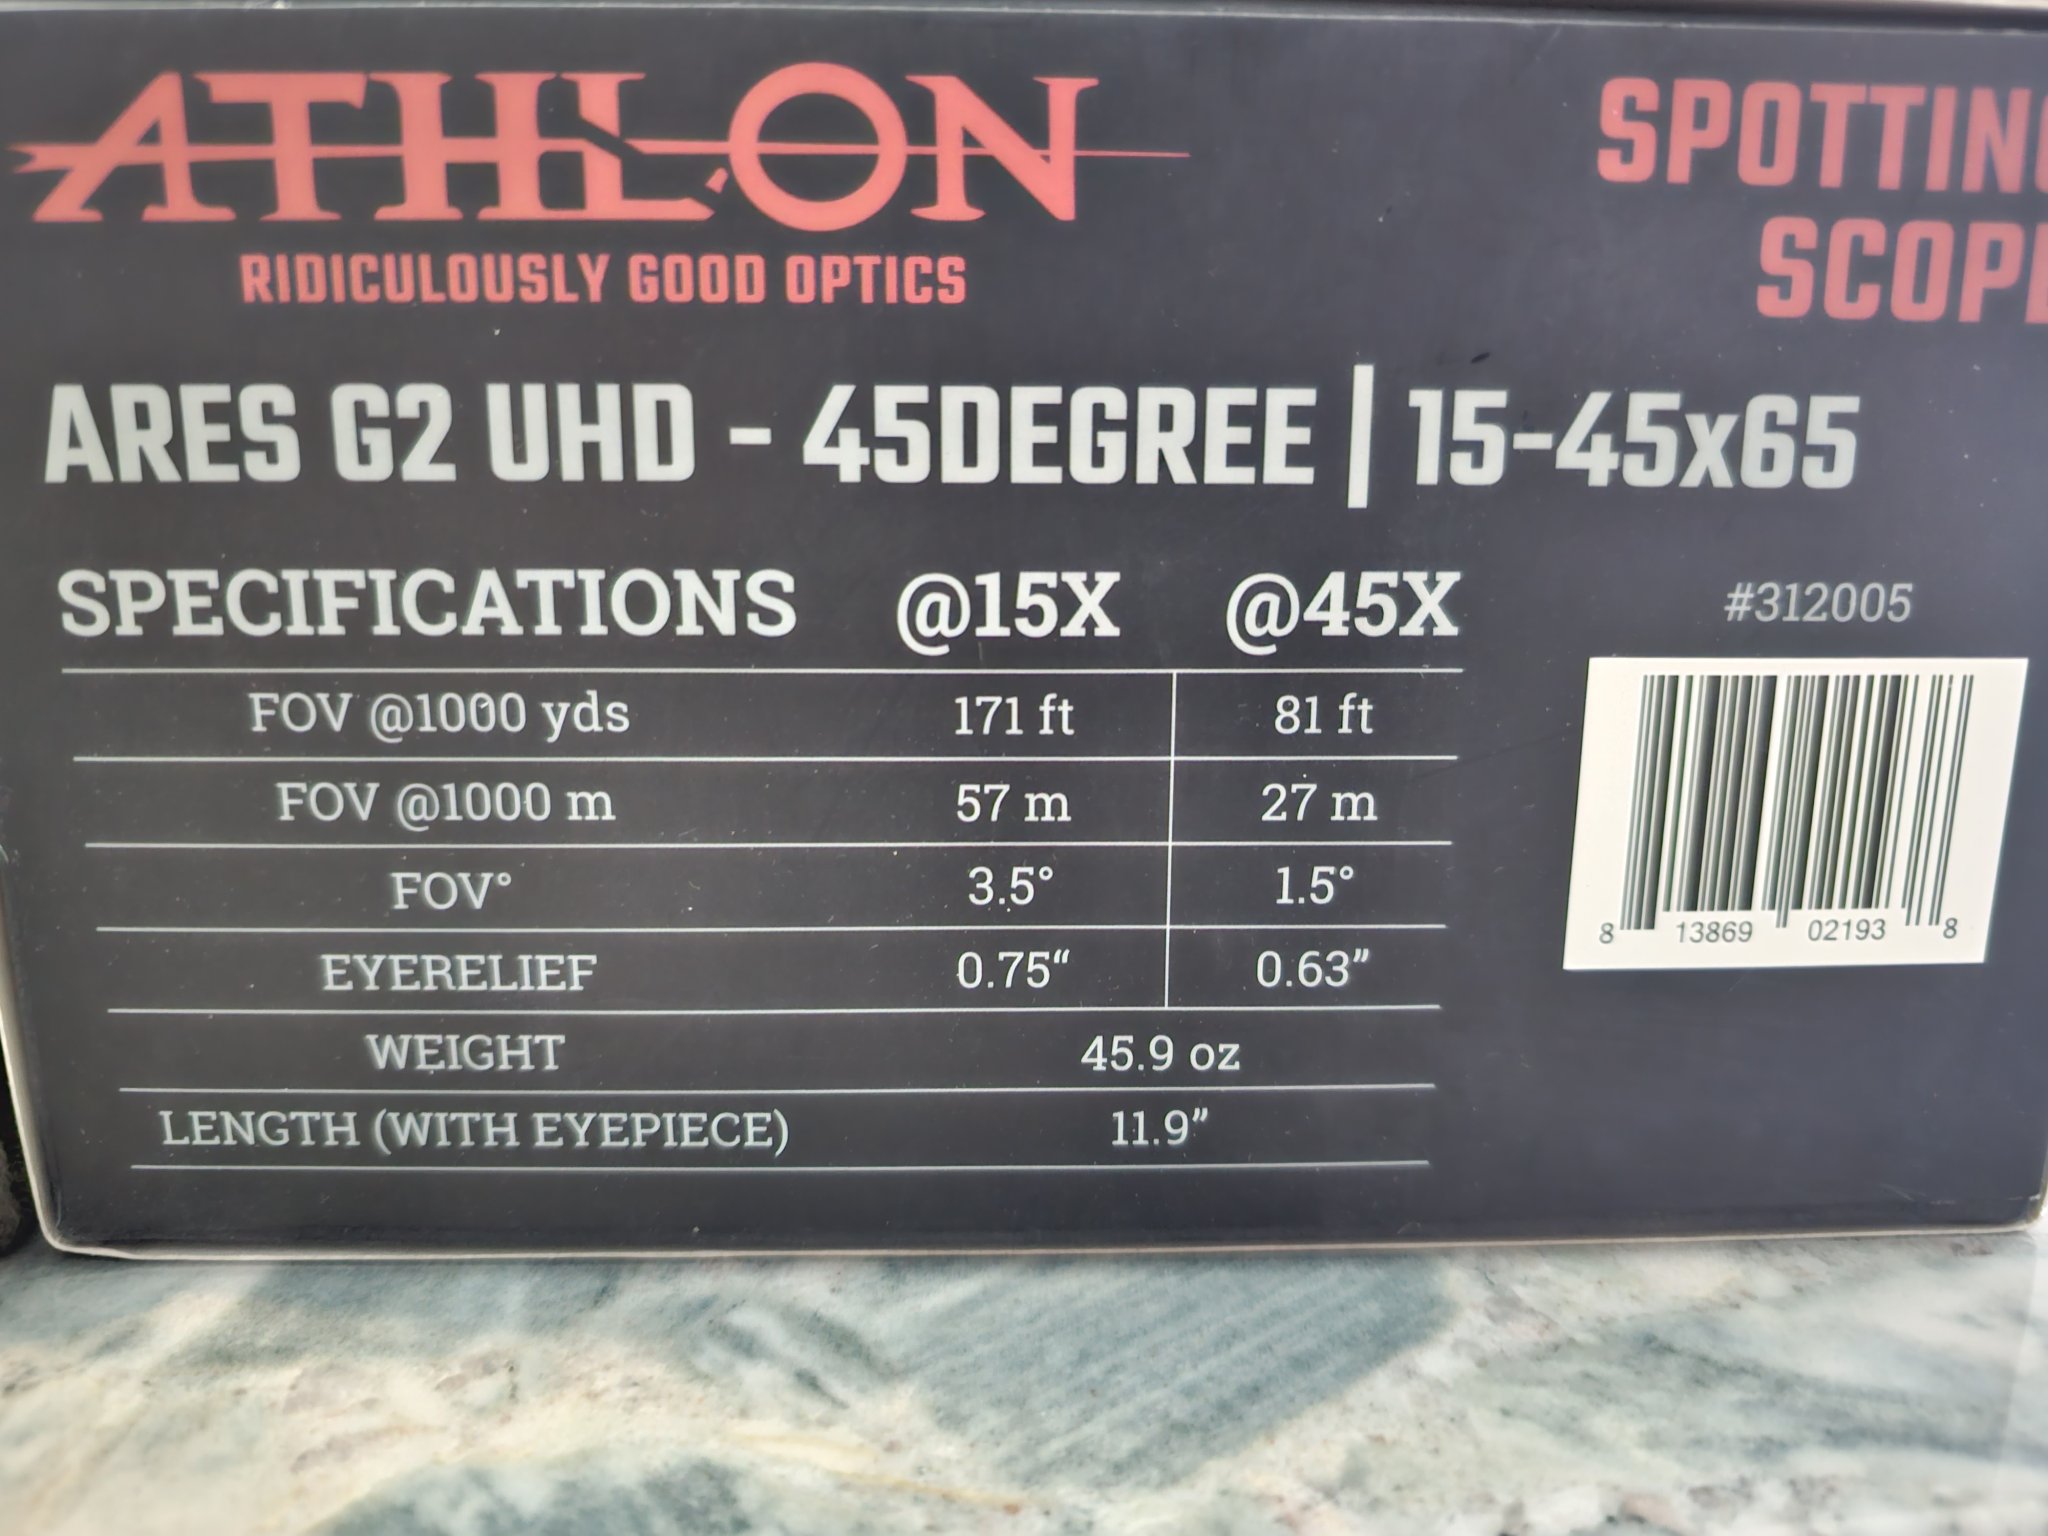 ATHLON
RIDICULOUSLY GOOD OPTICS
SPOTTING
SCOPE
ARES G2 UHD - 45DEGREE | 15-45x65
SPECIFICATIONS @15X @45X
FOV @1000 yds 171 ft 81 ft
FOV @1000 m 57 m 27 m
FOV° 3.5° 1.5°
EYERELIEF 0.75“ 0.63”
WEIGHT 45.9 oz
LENGTH (WITH EYEPIECE) 11.9”
#312005
8 13869 02193 8